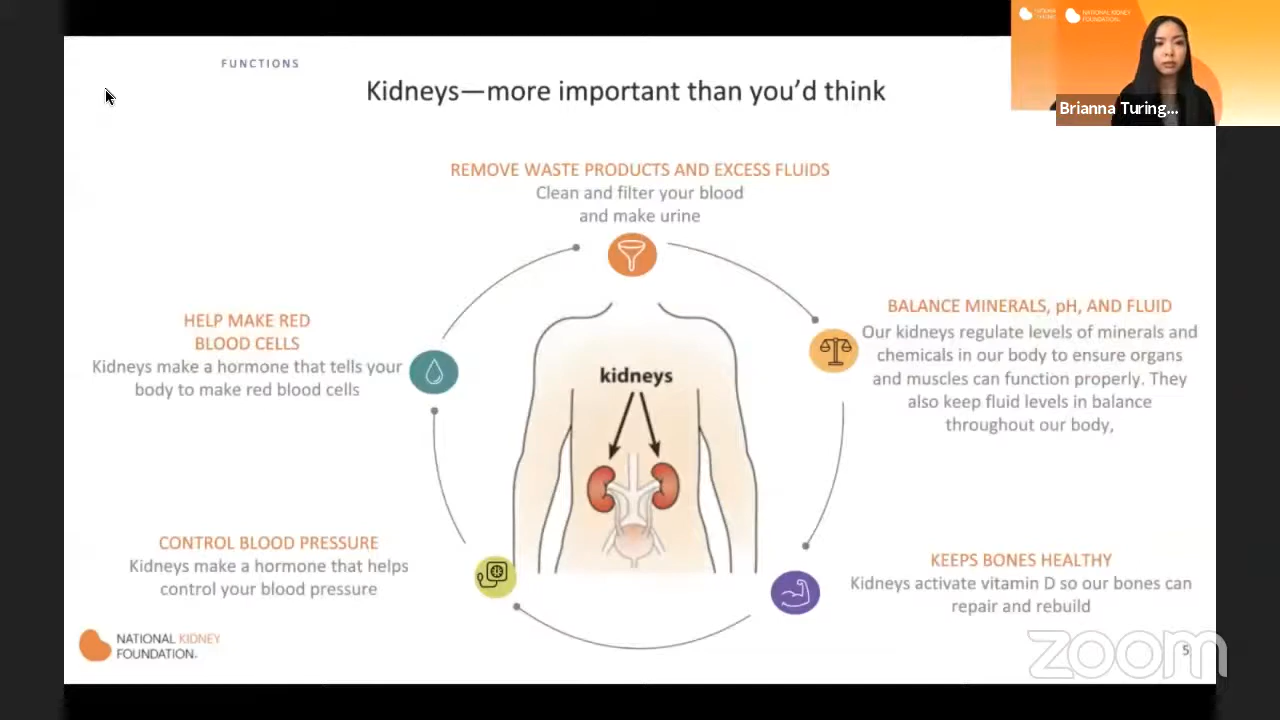 FUNCTIONS
Kidneys—more important than you'd think
NATIONAL KIDNEY
FOUNDATION.
Brianna Turing...
REMOVE WASTE PRODUCTS AND EXCESS FLUIDS
Clean and filter your blood
and make urine
BALANCE MINERALS, pH, AND FLUID
Our kidneys regulate levels of minerals and
chemicals in our body to ensure organs
and muscles can function properly. They
also keep fluid levels in balance
throughout our body,
HELP MAKE RED
BLOOD CELLS
Kidneys make a hormone that tells your
body to make red blood cells
kidneys
CONTROL BLOOD PRESSURE
Kidneys make a hormone that helps
control your blood pressure
KEEPS BONES HEALTHY
Kidneys activate vitamin D so our bones can
repair and rebuild
NATIONAL KIDNEY
FOUNDATION.
zoom
5